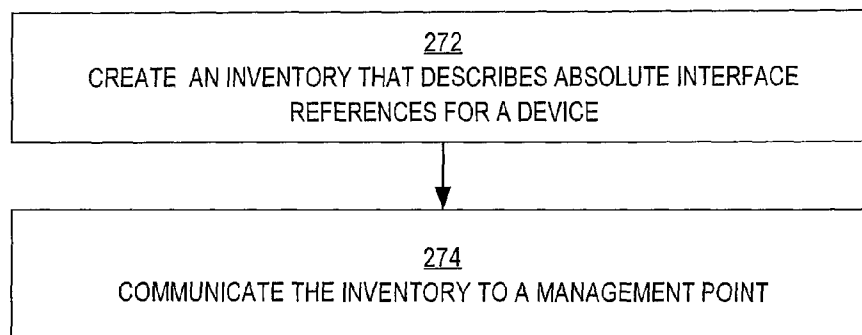 272
CREATE AN INVENTORY THAT DESCRIBES ABSOLUTE INTERFACE
REFERENCES FOR A DEVICE
274
COMMUNICATE THE INVENTORY TO A MANAGEMENT POINT